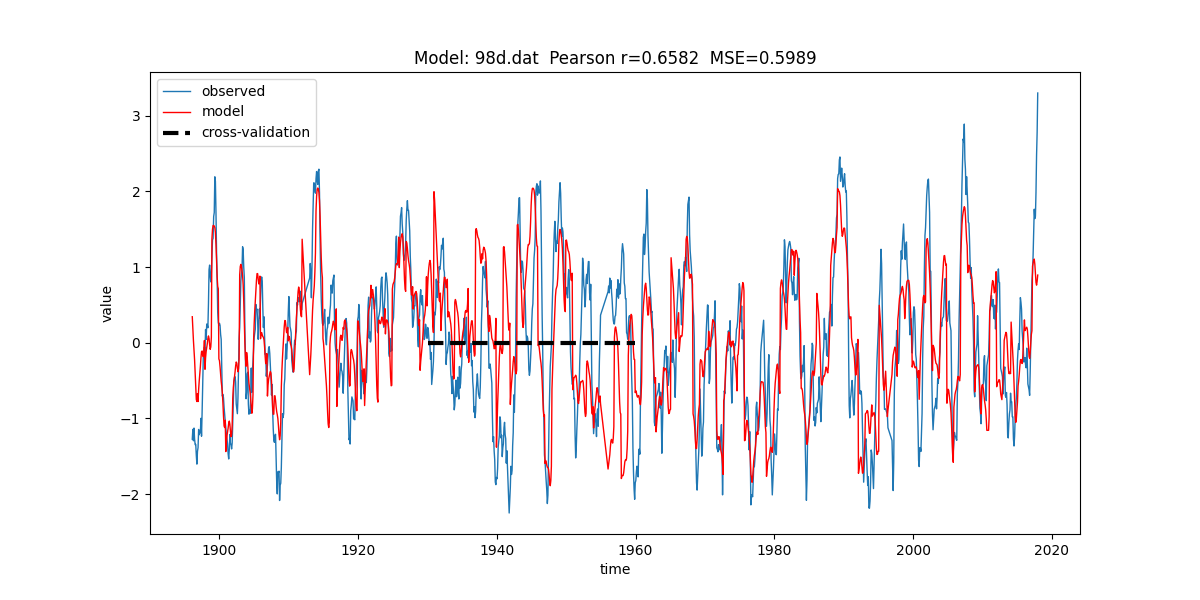 Model: 98d.dat  Pearson r=0.6582  MSE=0.5989
observed
model
cross-validation
value
3
2
1
0
−1
−2
1900 1920 1940 1960 1980 2000 2020
time